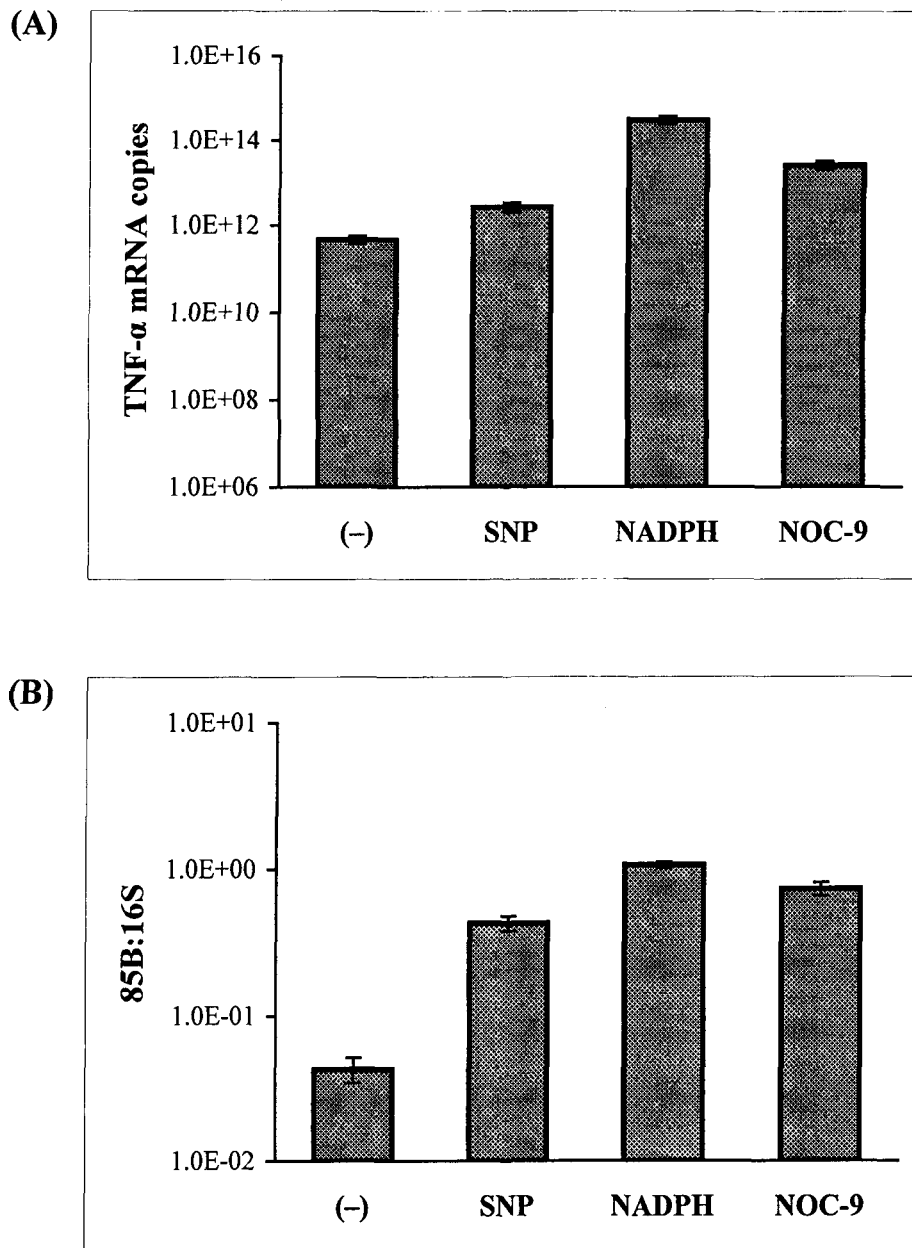 (A)
TNF-α mRNA copies
1.0E+16
1.0E+14
1.0E+12
1.0E+10
1.0E+08
1.0E+06
(–) SNP NADPH NOC-9
(B)
85B:16S
1.0E+01
1.0E+00
1.0E-01
1.0E-02
(–) SNP NADPH NOC-9